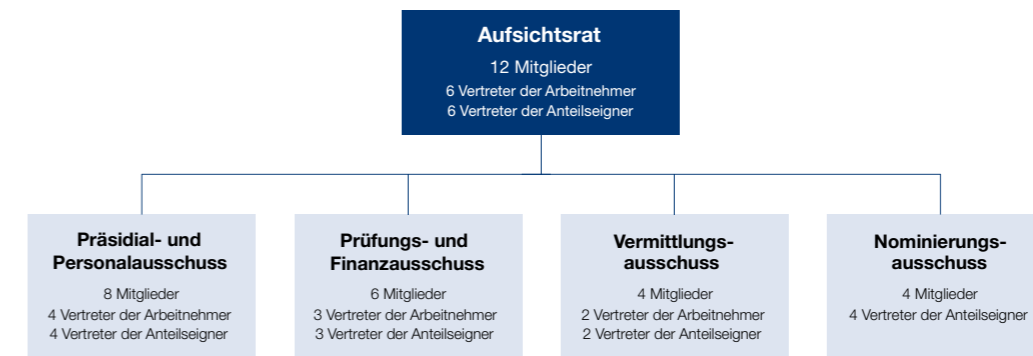 Aufsichtsrat
12 Mitglieder
6 Vertreter der Arbeitnehmer
6 Vertreter der Anteilseigner
Präsidial- und
Personalausschuss
8 Mitglieder
4 Vertreter der Arbeitnehmer
4 Vertreter der Anteilseigner
Prüfungs- und
Finanzausschuss
6 Mitglieder
3 Vertreter der Arbeitnehmer
3 Vertreter der Anteilseigner
Vermittlungs-
ausschuss
4 Mitglieder
2 Vertreter der Arbeitnehmer
2 Vertreter der Anteilseigner
Nominierungs-
ausschuss
4 Mitglieder
4 Vertreter der Anteilseigner